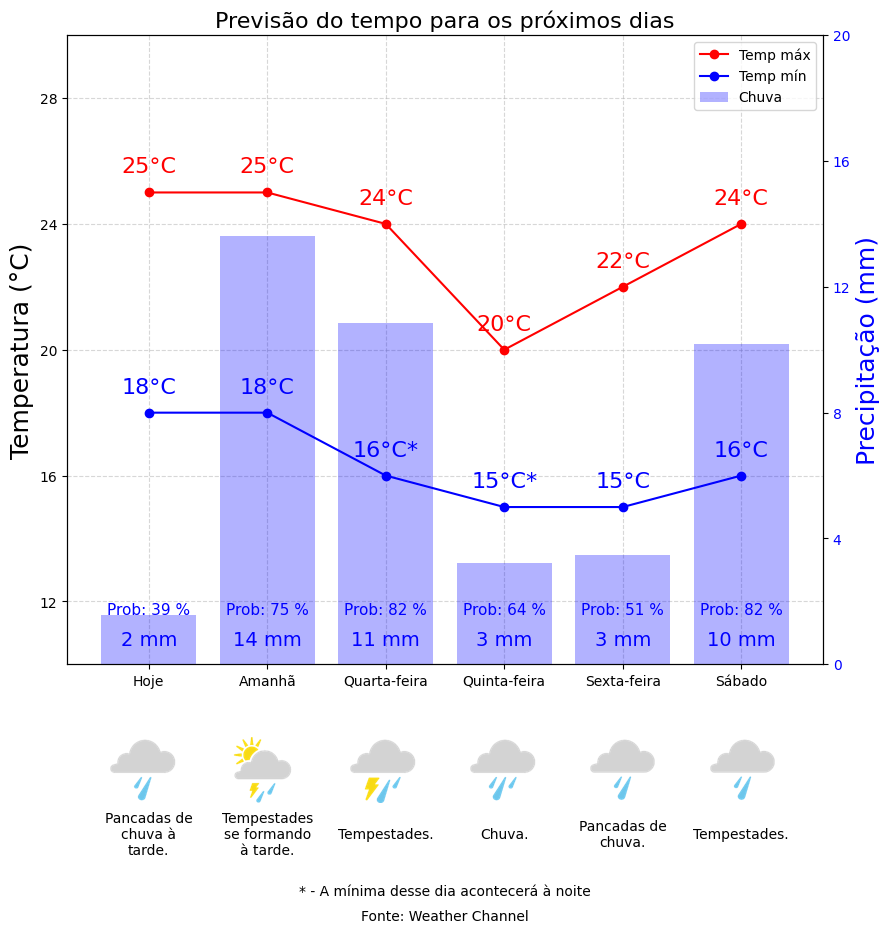 Previsão do tempo para os próximos dias
Temp máx
Temp mín
Chuva
Temperatura (°C)
28
24
20
16
12
Precipitação (mm)
20
16
12
8
4
0
25°C 25°C 24°C 20°C 22°C 24°C
18°C 18°C 16°C* 15°C* 15°C 16°C
Prob: 39 % Prob: 75 % Prob: 82 % Prob: 64 % Prob: 51 % Prob: 82 %
2 mm 14 mm 11 mm 3 mm 3 mm 10 mm
Hoje Amanhã Quarta-feira Quinta-feira Sexta-feira Sábado
Pancadas de
chuva à
tarde.
Tempestades
se formando
à tarde.
Tempestades.
Chuva.
Pancadas de
chuva.
Tempestades.
* - A mínima desse dia acontecerá à noite
Fonte: Weather Channel